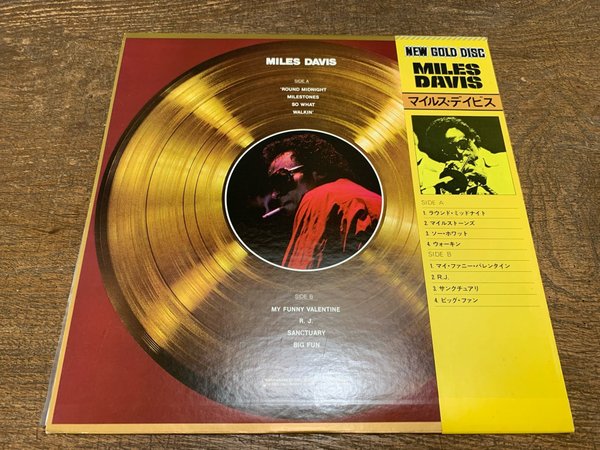 MILES DAVIS
SIDE A
'ROUND MIDNIGHT
MILESTONES
SO WHAT
WALKIN'
SIDE B
MY FUNNY VALENTINE
R. J.
SANCTUARY
BIG FUN
NEW GOLD DISC
MILES
DAVIS
マイルス・デイビス
SIDE A
1. ラウンド・ミッドナイト
2. マイルストーンズ
3. ソー・ホワット
4. ウォーキン
SIDE B
1. マイ・ファニー・バレンタイン
2. R.J.
3. サンクチュアリ
4. ビッグ・ファン